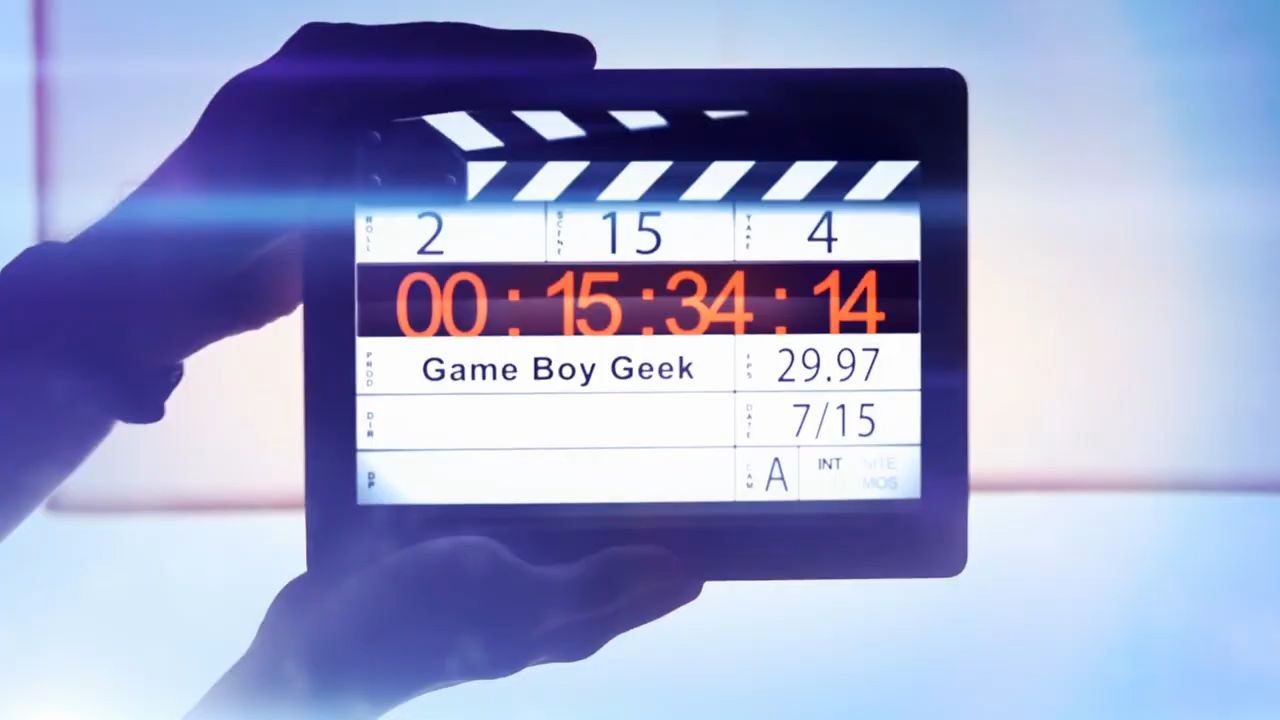 ROLL 2 SCENE 15 TAKE 4
00:15:34:14
PROD Game Boy Geek FPS 29.97
DIR DATE 7/15
DP CAM A INT NITE
MOS